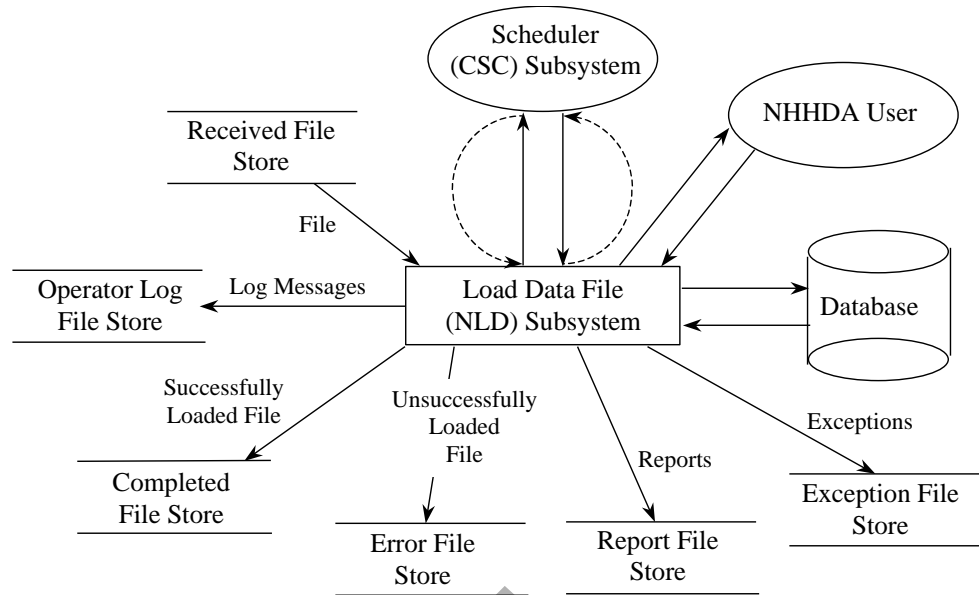 Scheduler
(CSC) Subsystem
NHHDA User
Received File
Store
File
Operator Log
File Store
Log Messages
Load Data File
(NLD) Subsystem
Database
Successfully
Loaded File
Unsuccessfully
Loaded
File
Reports
Exceptions
Completed
File Store
Error File
Store
Report File
Store
Exception File
Store